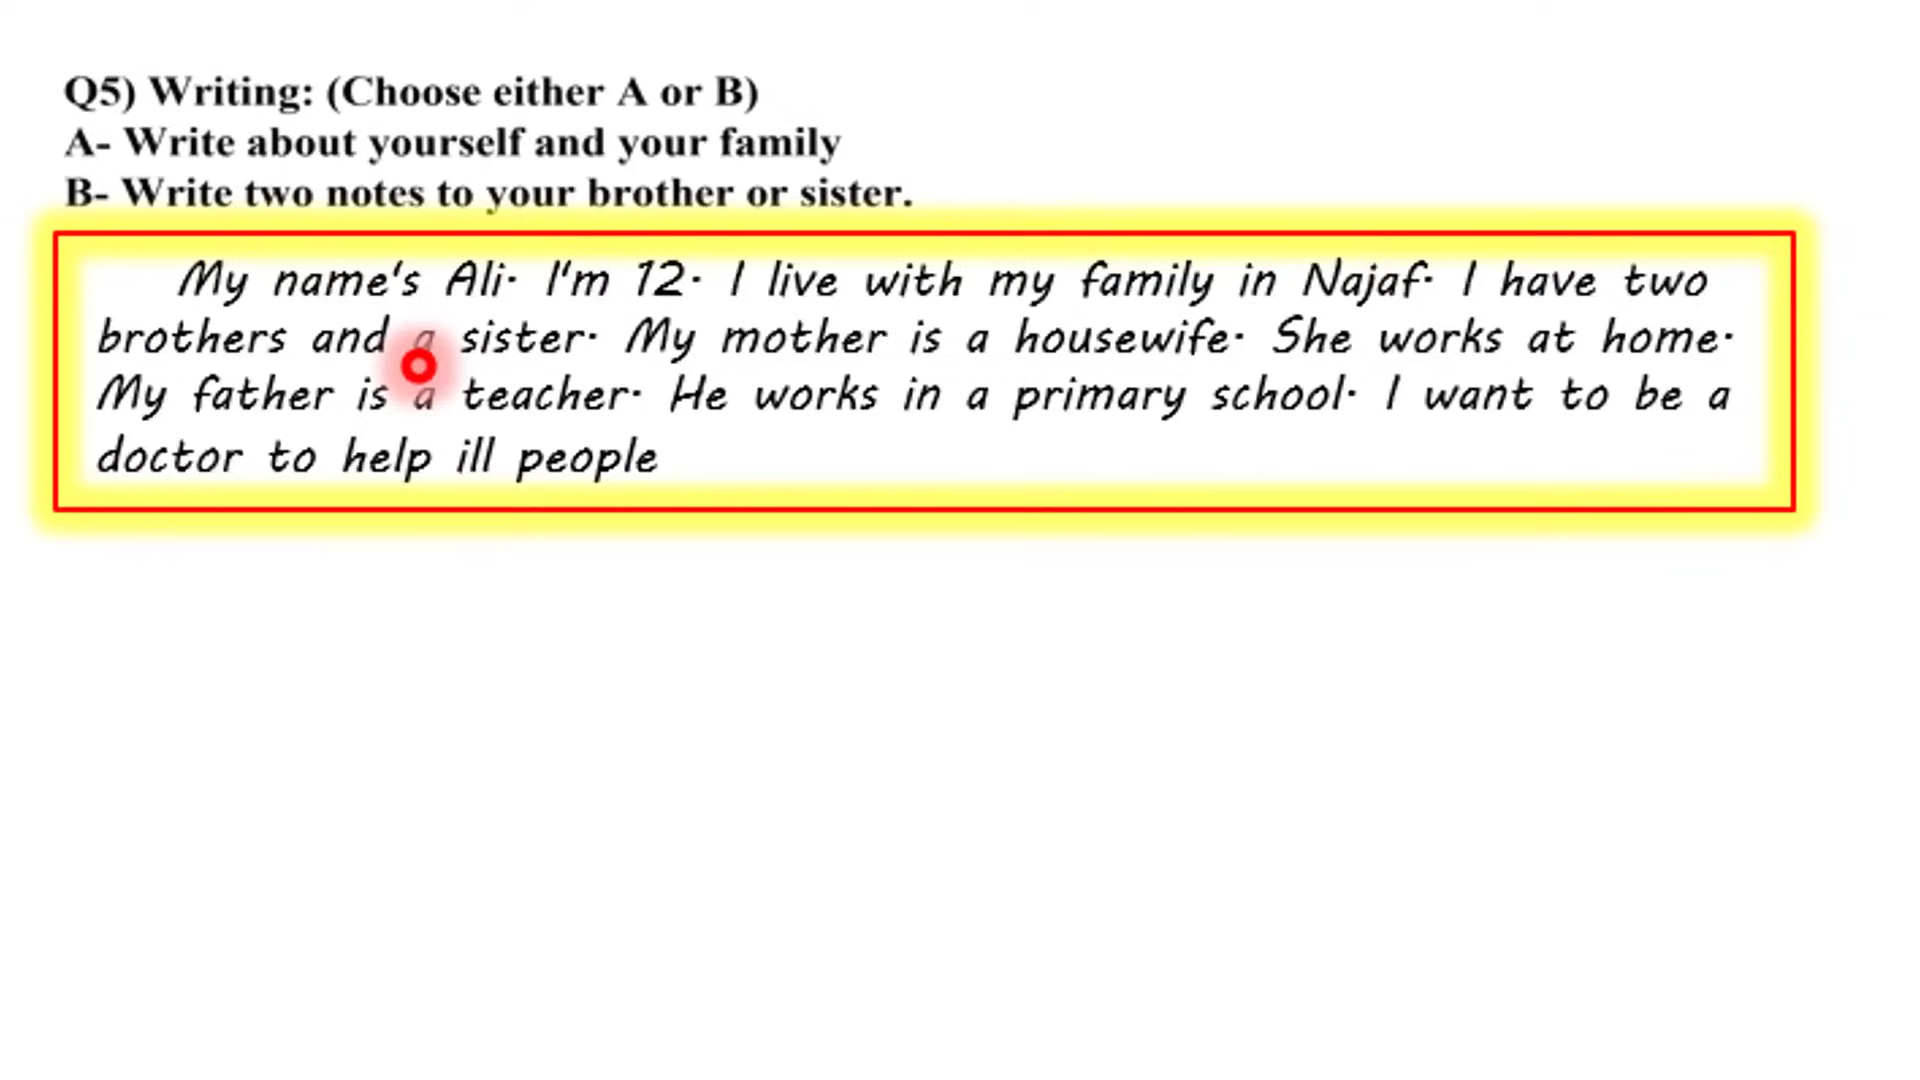 Q5) Writing: (Choose either A or B)
A- Write about yourself and your family
B- Write two notes to your brother or sister.
My name's Ali. I'm 12. I live with my family in Najaf. I have two
brothers and a sister. My mother is a housewife. She works at home.
My father is a teacher. He works in a primary school. I want to be a
doctor to help ill people